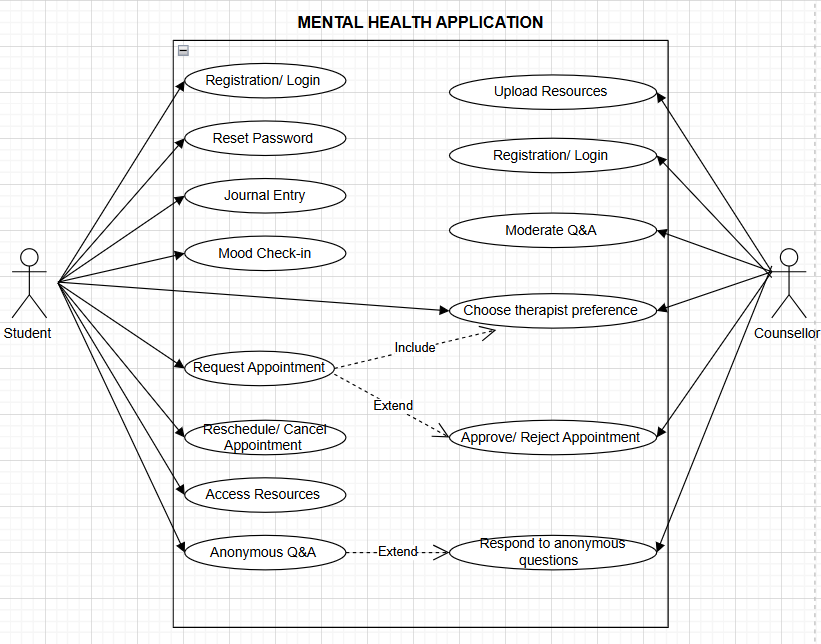 MENTAL HEALTH APPLICATION
Registration/ Login
Reset Password
Journal Entry
Mood Check-in
Student
Request Appointment
Reschedule/ Cancel
Appointment
Access Resources
Anonymous Q&A
Include
Extend
Extend
Upload Resources
Registration/ Login
Moderate Q&A
Choose therapist preference
Approve/ Reject Appointment
Respond to anonymous
questions
Counsellor